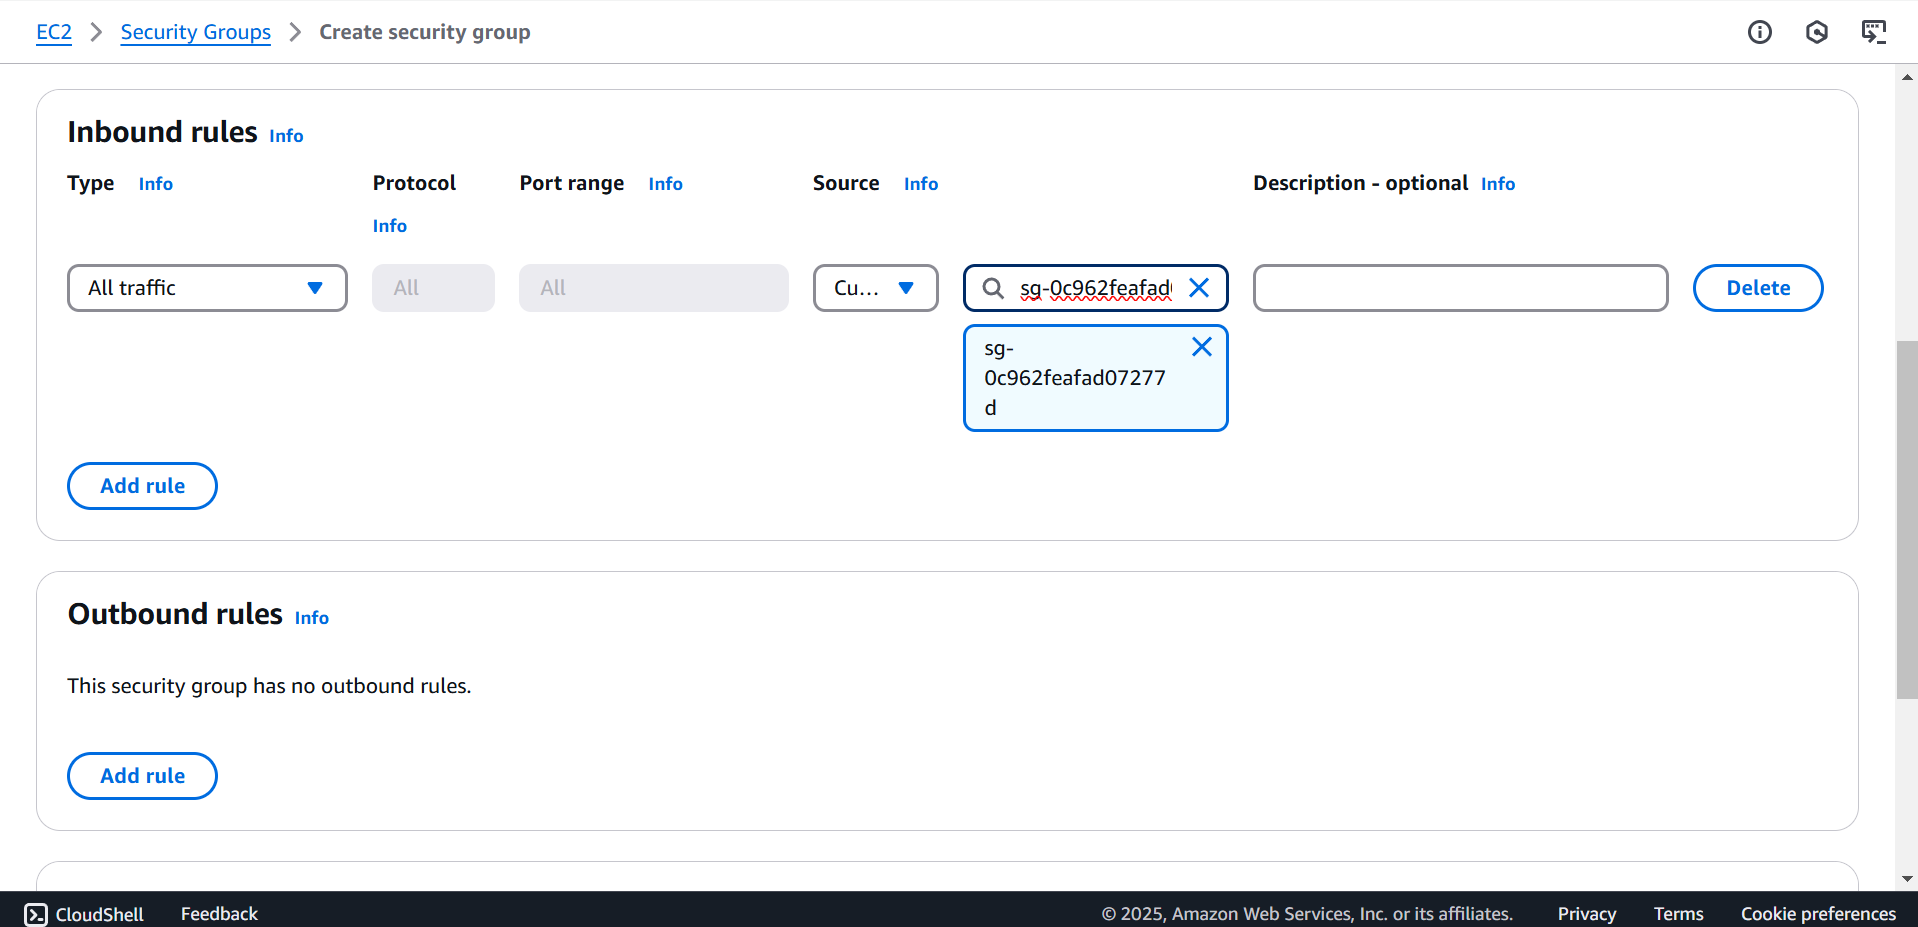 EC2 Security Groups Create security group
Inbound rules Info
Type Info Protocol Info Port range Info Source Info Description - optional Info
All traffic All All Cu... sg-0c962feafad Delete
sg-
0c962feafad07277
d
Add rule
Outbound rules Info
This security group has no outbound rules.
Add rule
CloudShell Feedback © 2025, Amazon Web Services, Inc. or its affiliates. Privacy Terms Cookie preferences